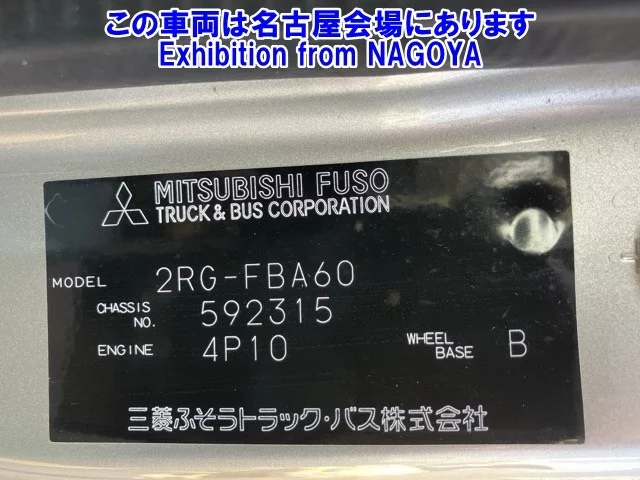 この車両は名古屋会場にあります
Exhibition from NAGOYA
MITSUBISHI FUSO
TRUCK & BUS CORPORATION
MODEL 2RG-FBA60
CHASSIS NO. 592315
ENGINE 4P10 WHEEL BASE B
三菱ふそうトラック・バス株式会社